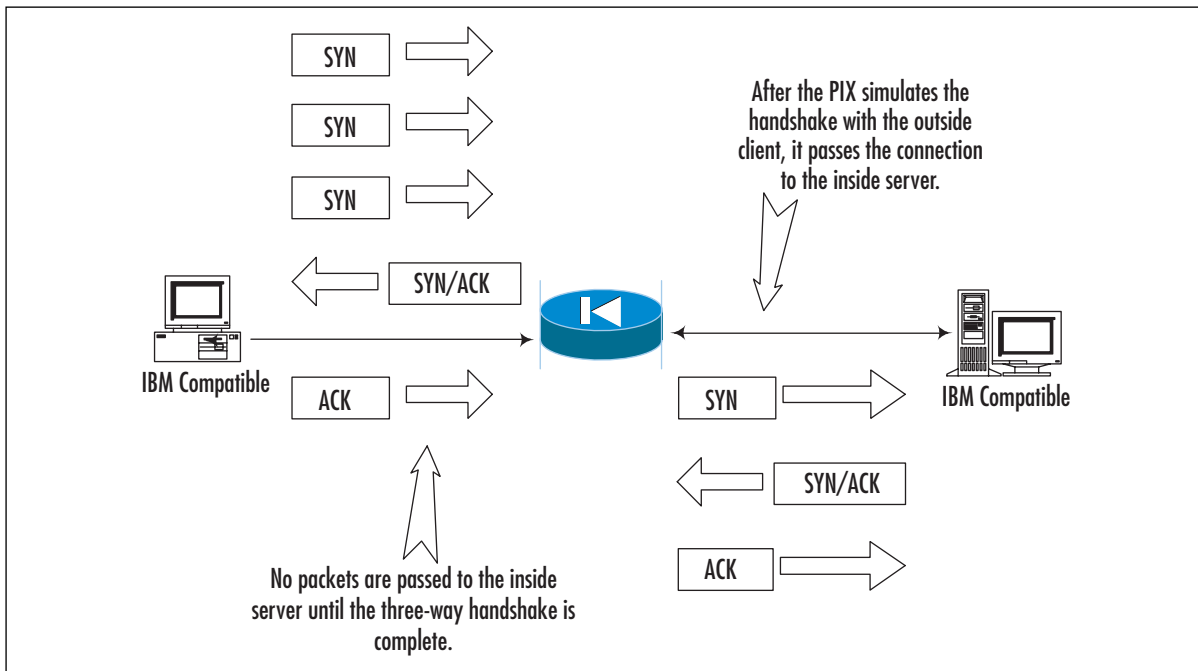 SYN
SYN
SYN
After the PIX simulates the
handshake with the outside
client, it passes the connection
to the inside server.
SYN/ACK
IBM Compatible
ACK
SYN
IBM Compatible
SYN/ACK
ACK
No packets are passed to the inside
server until the three-way handshake is
complete.